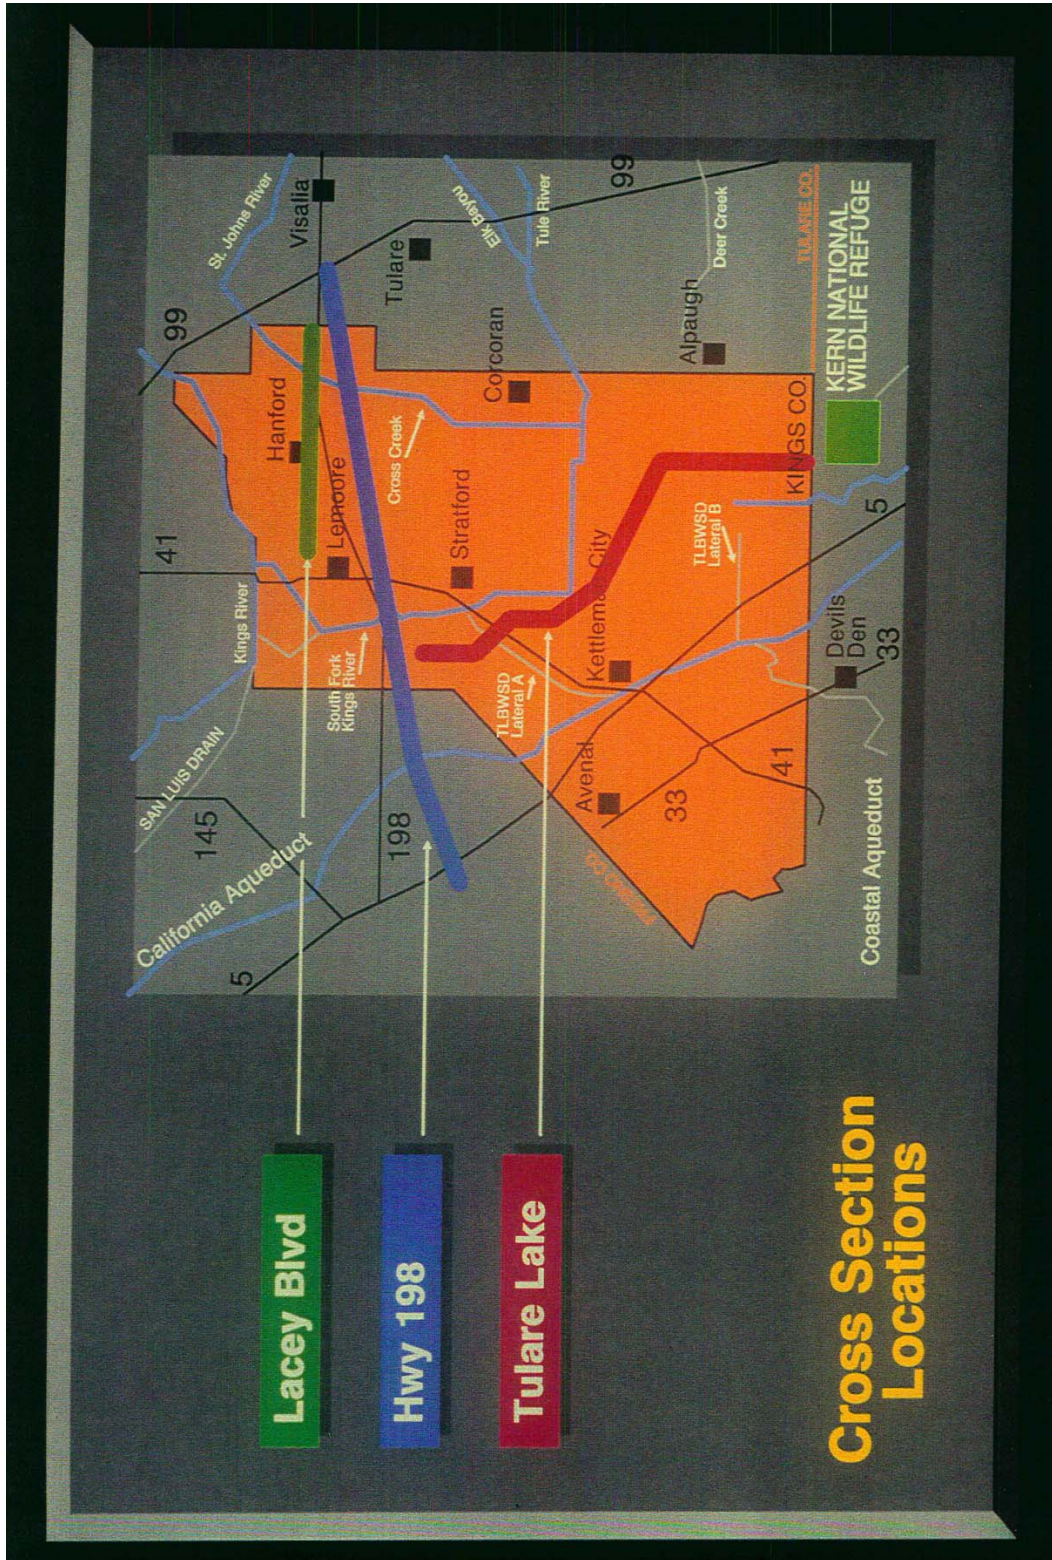 Lacey Blvd
Hwy 198
Tulare Lake
Cross Section
Locations
99
St. Johns River
Visalia
Tulare
Elk Bayou
Tule River
99
Deer Creek
TULANE CO.
KERN NATIONAL
WILDLIFE REFUGE
41
Hanford
Lemoore
Cross Creek
Corcoran
Alpaugh
KINGS CO.
Kings River
South Fork
Kings River
Stratford
TLBWSD
Lateral A
Kettleman City
TLBWSD
Lateral B
5
Devils
Den
33
SAN LUIS DRAIN
145
California Aqueduct
198
5
Avenal
33
41
Coastal Aqueduct